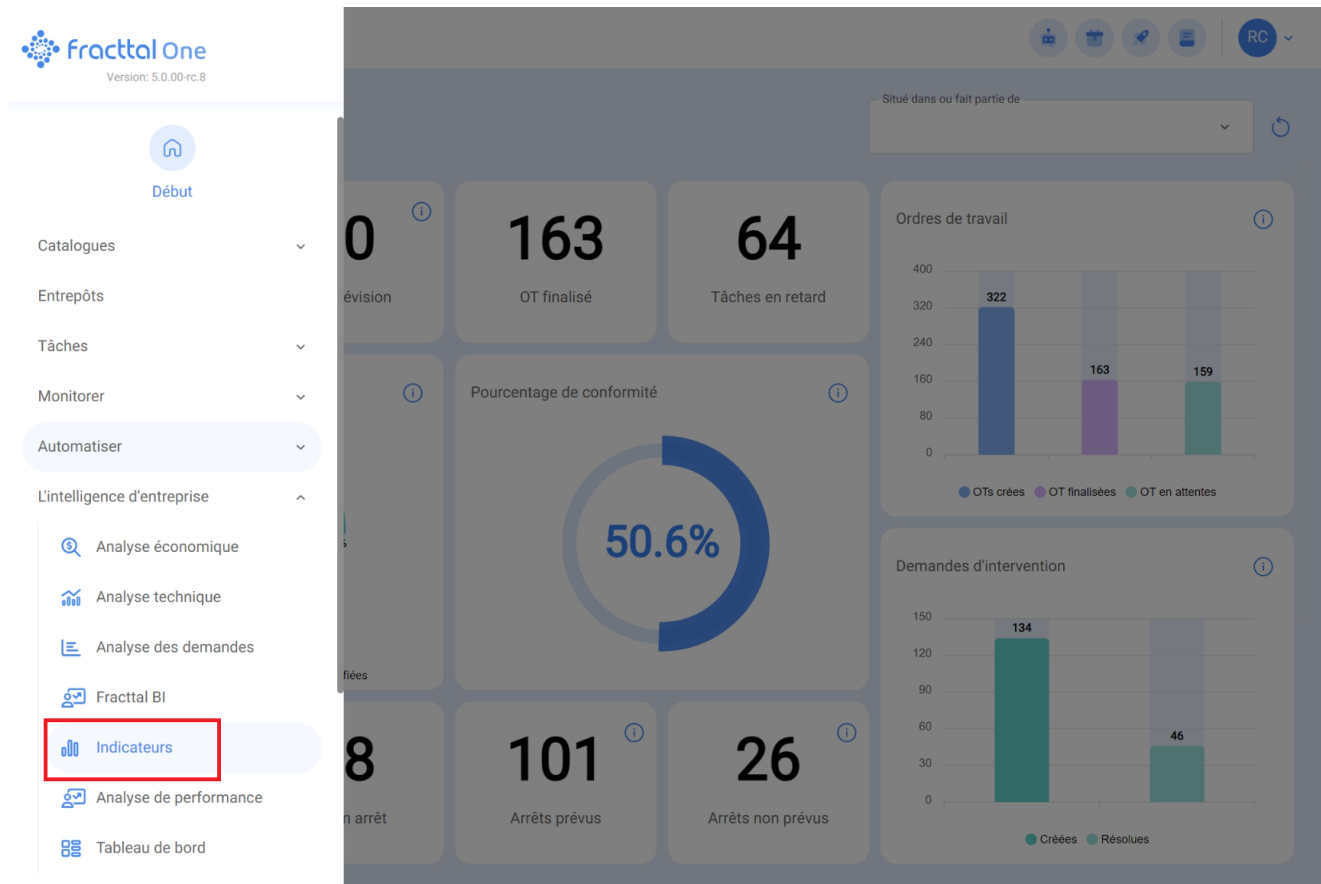 fracttal One
Version: 5.0.00-rc.8
RC
Début
Situé dans ou fait partie de
Catalogues
Entrepôts
Tâches
Monitorer
Automatiser
L'intelligence d'entreprise
Analyse économique
Analyse technique
Analyse des demandes
Fracttal BI
Indicateurs
Analyse de performance
Tableau de bord
0
évision
163
OT finalisé
64
Tâches en retard
Ordres de travail
400
320
240
160
80
0
322
163
159
OTs crées
OT finalisées
OT en attentes
fiées
Pourcentage de conformité
50.6%
Demandes d'intervention
150
120
90
60
30
0
134
46
Créées
Résolues
8
n arrêt
101
Arrêts prévus
26
Arrêts non prévus